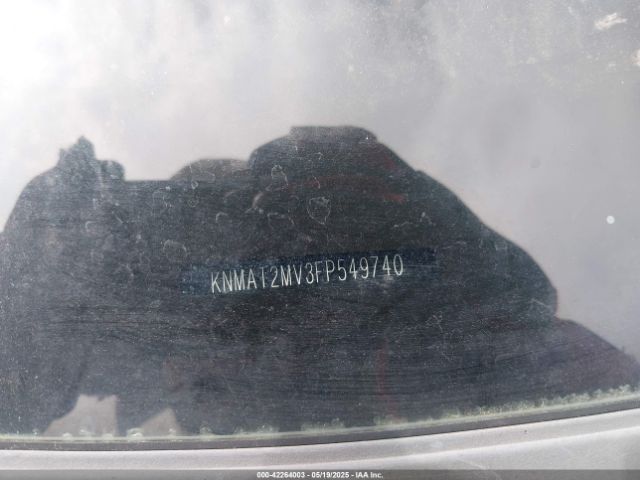 KNMAT2MV3FP549740
000-42264003 - 05/19/2025 - IAA Inc.